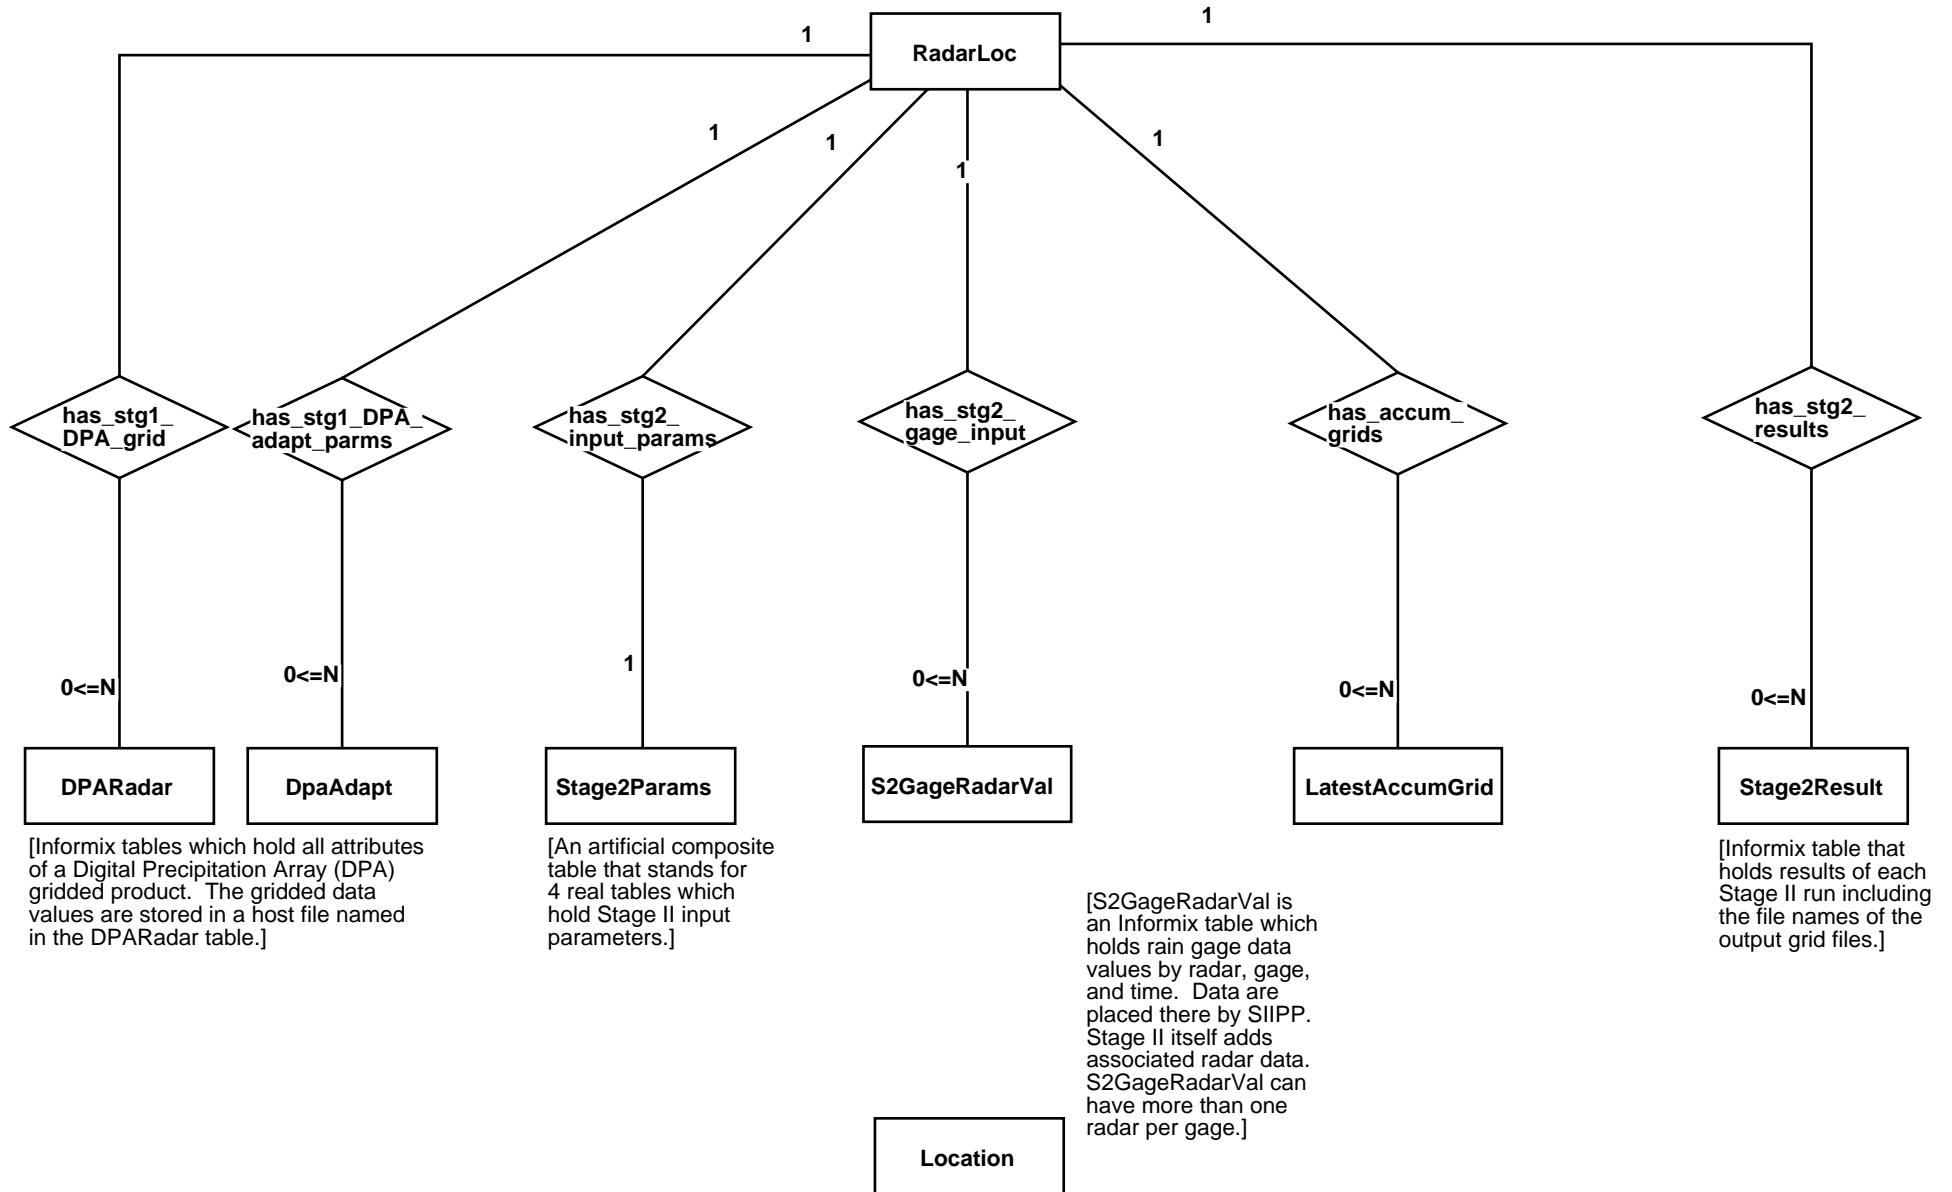 1
1
RadarLoc
1
1
1
1
has_stg1_
DPA_grid
has_stg1_DPA_
adapt_parms
has_stg2_
input_params
has_stg2_
gage_input
has_accum_
grids
has_stg2_
results
0<=N
0<=N
1
0<=N
0<=N
0<=N
DPARadar
DpaAdapt
Stage2Params
S2GageRadarVal
LatestAccumGrid
Stage2Result
[Informix tables which hold all attributes
of a Digital Precipitation Array (DPA)
gridded product.  The gridded data
values are stored in a host file named
in the DPARadar table.]
[An artificial composite
table that stands for
4 real tables which
hold Stage II input
parameters.]
[S2GageRadarVal is
an Informix table which
holds rain gage data
values by radar, gage,
and time.  Data are
placed there by SIIPP.
Stage II itself adds
associated radar data.
S2GageRadarVal can
have more than one
radar per gage.]
[Informix table that
holds results of each
Stage II run including
the file names of the
output grid files.]
Location